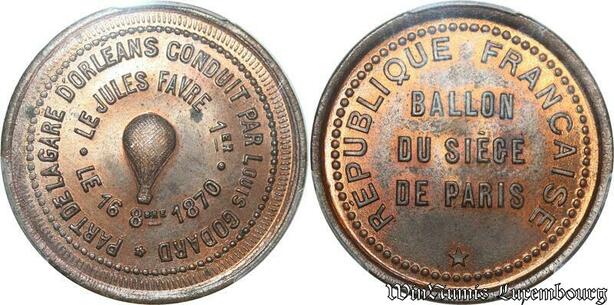 PART DE LA GARE D'ORLEANS CONDUIT PAR LOUIS GODARD
LE JULES FAVRE 1ER
LE 16 8BRE 1870
REPUBLIQUE FRANÇAISE
BALLON
DU SIÈGE
DE PARIS
WinNumis Luxembourg